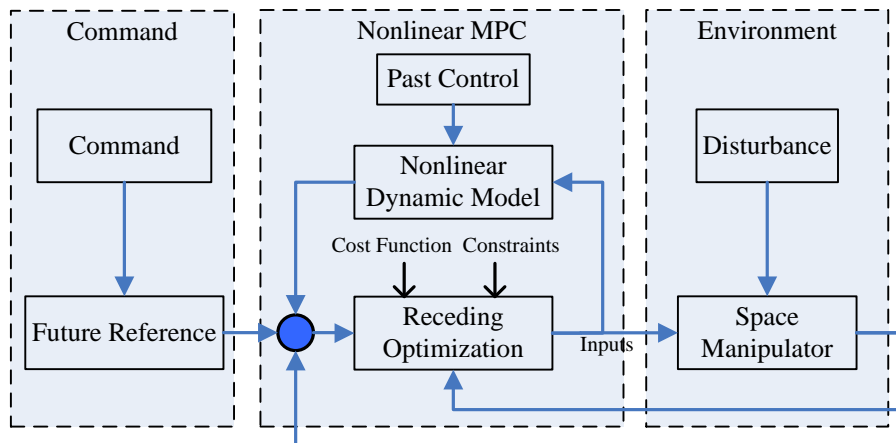 Command
Command
Future Reference
Nonlinear MPC
Past Control
Nonlinear
Dynamic Model
Cost Function
Constraints
Receding
Optimization
Inputs
Environment
Disturbance
Space
Manipulator